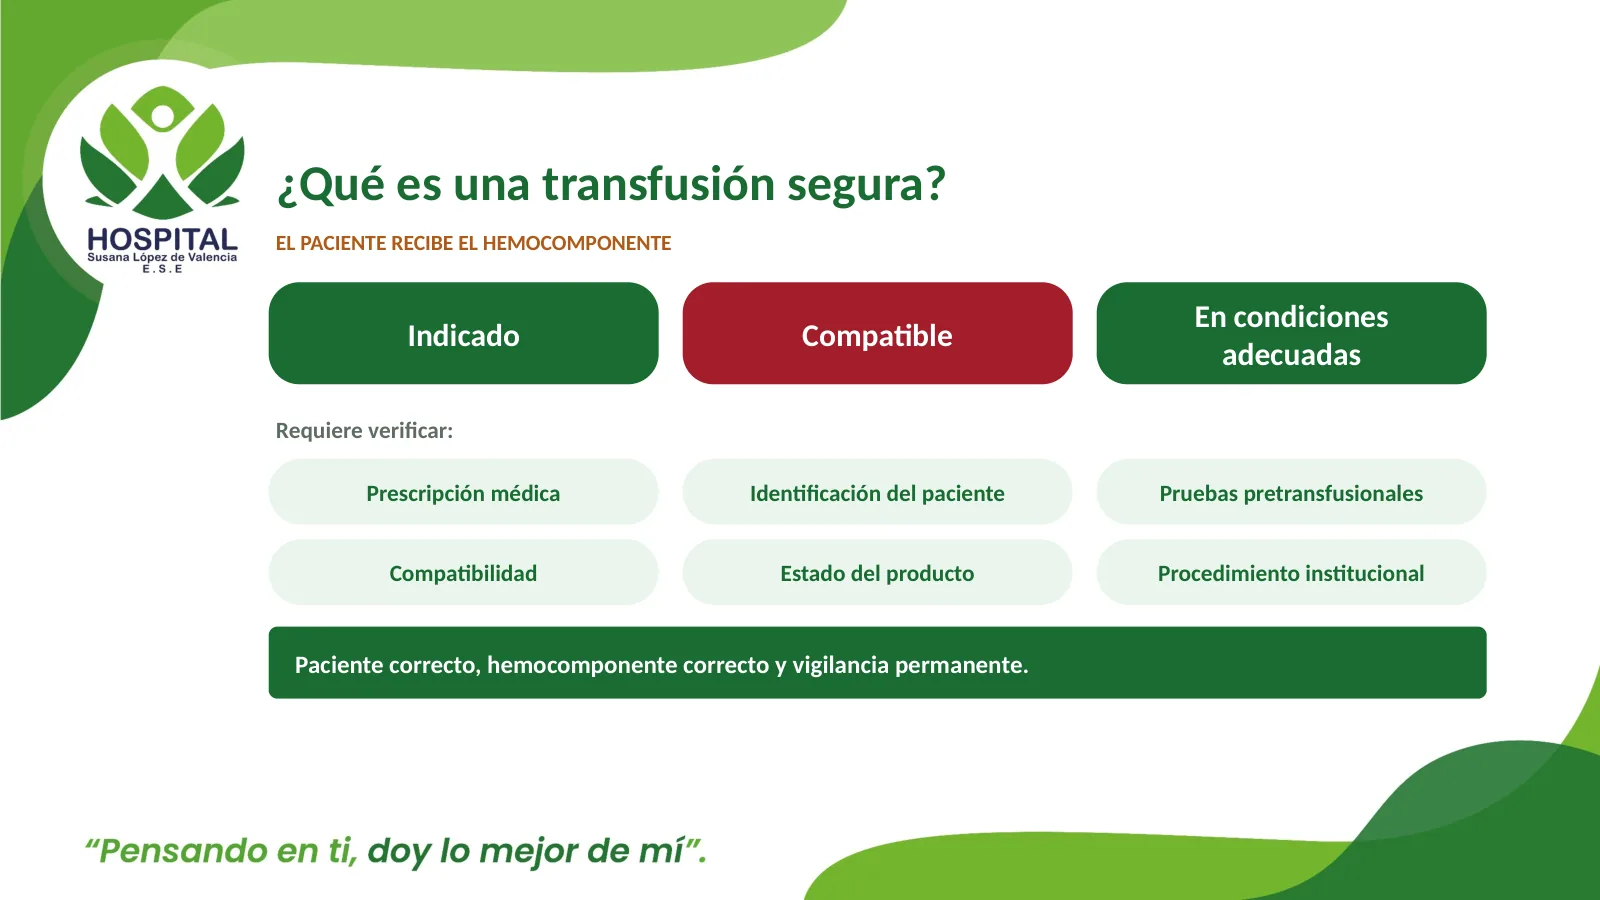 HOSPITAL
Susana López de Valencia
E.S.E
¿Qué es una transfusión segura?
EL PACIENTE RECIBE EL HEMOCOMPONENTE
Indicado
Compatible
En condiciones
adecuadas
Requiere verificar:
Prescripción médica
Identificación del paciente
Pruebas pretransfusionales
Compatibilidad
Estado del producto
Procedimiento institucional
Paciente correcto, hemocomponente correcto y vigilancia permanente.
“Pensando en ti, doy lo mejor de mí”.